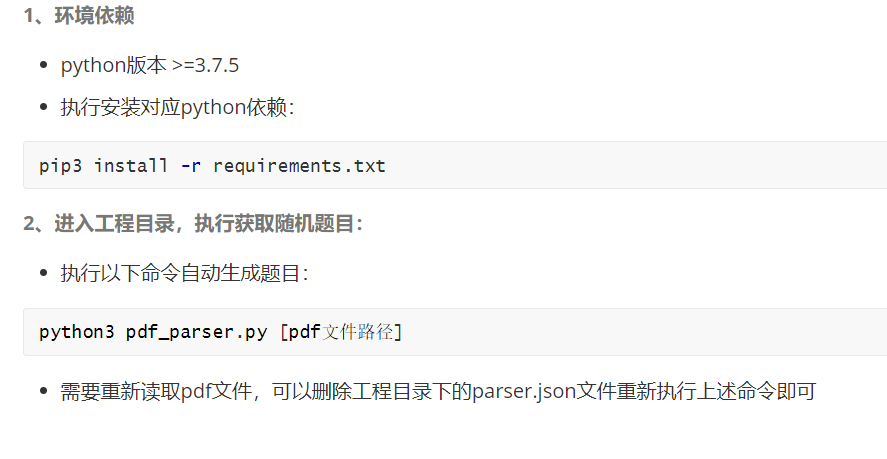 1、环境依赖
python版本 >=3.7.5
执行安装对应python依赖：
pip3 install -r requirements.txt
2、进入工程目录，执行获取随机题目：
执行以下命令自动生成题目：
python3 pdf_parser.py [pdf文件路径]
需要重新读取pdf文件，可以删除工程目录下的parser.json文件重新执行上述命令即可